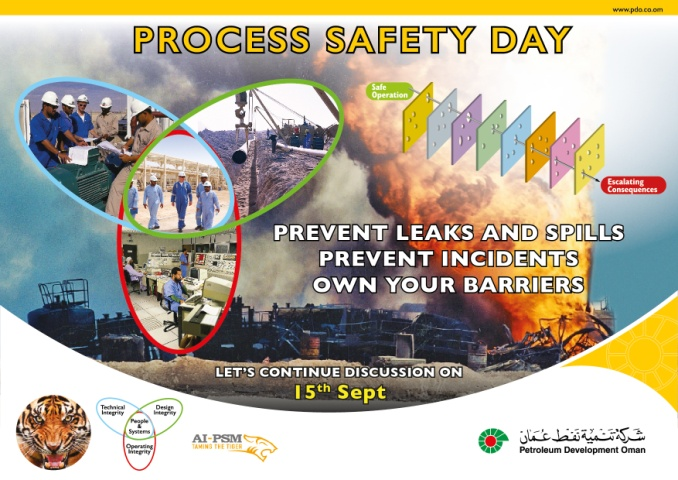 www.pdo.co.om
PROCESS SAFETY DAY
Safe
Operation
Escalating
Consequences
PREVENT LEAKS AND SPILLS
PREVENT INCIDENTS
OWN YOUR BARRIERS
LET'S CONTINUE DISCUSSION ON
15th Sept
Technical
Integrity
Design
Integrity
People
&
Systems
Operating
Integrity
AI-PSM
TAMING THE TIGER
شركة تنمية نفط عمان
Petroleum Development Oman